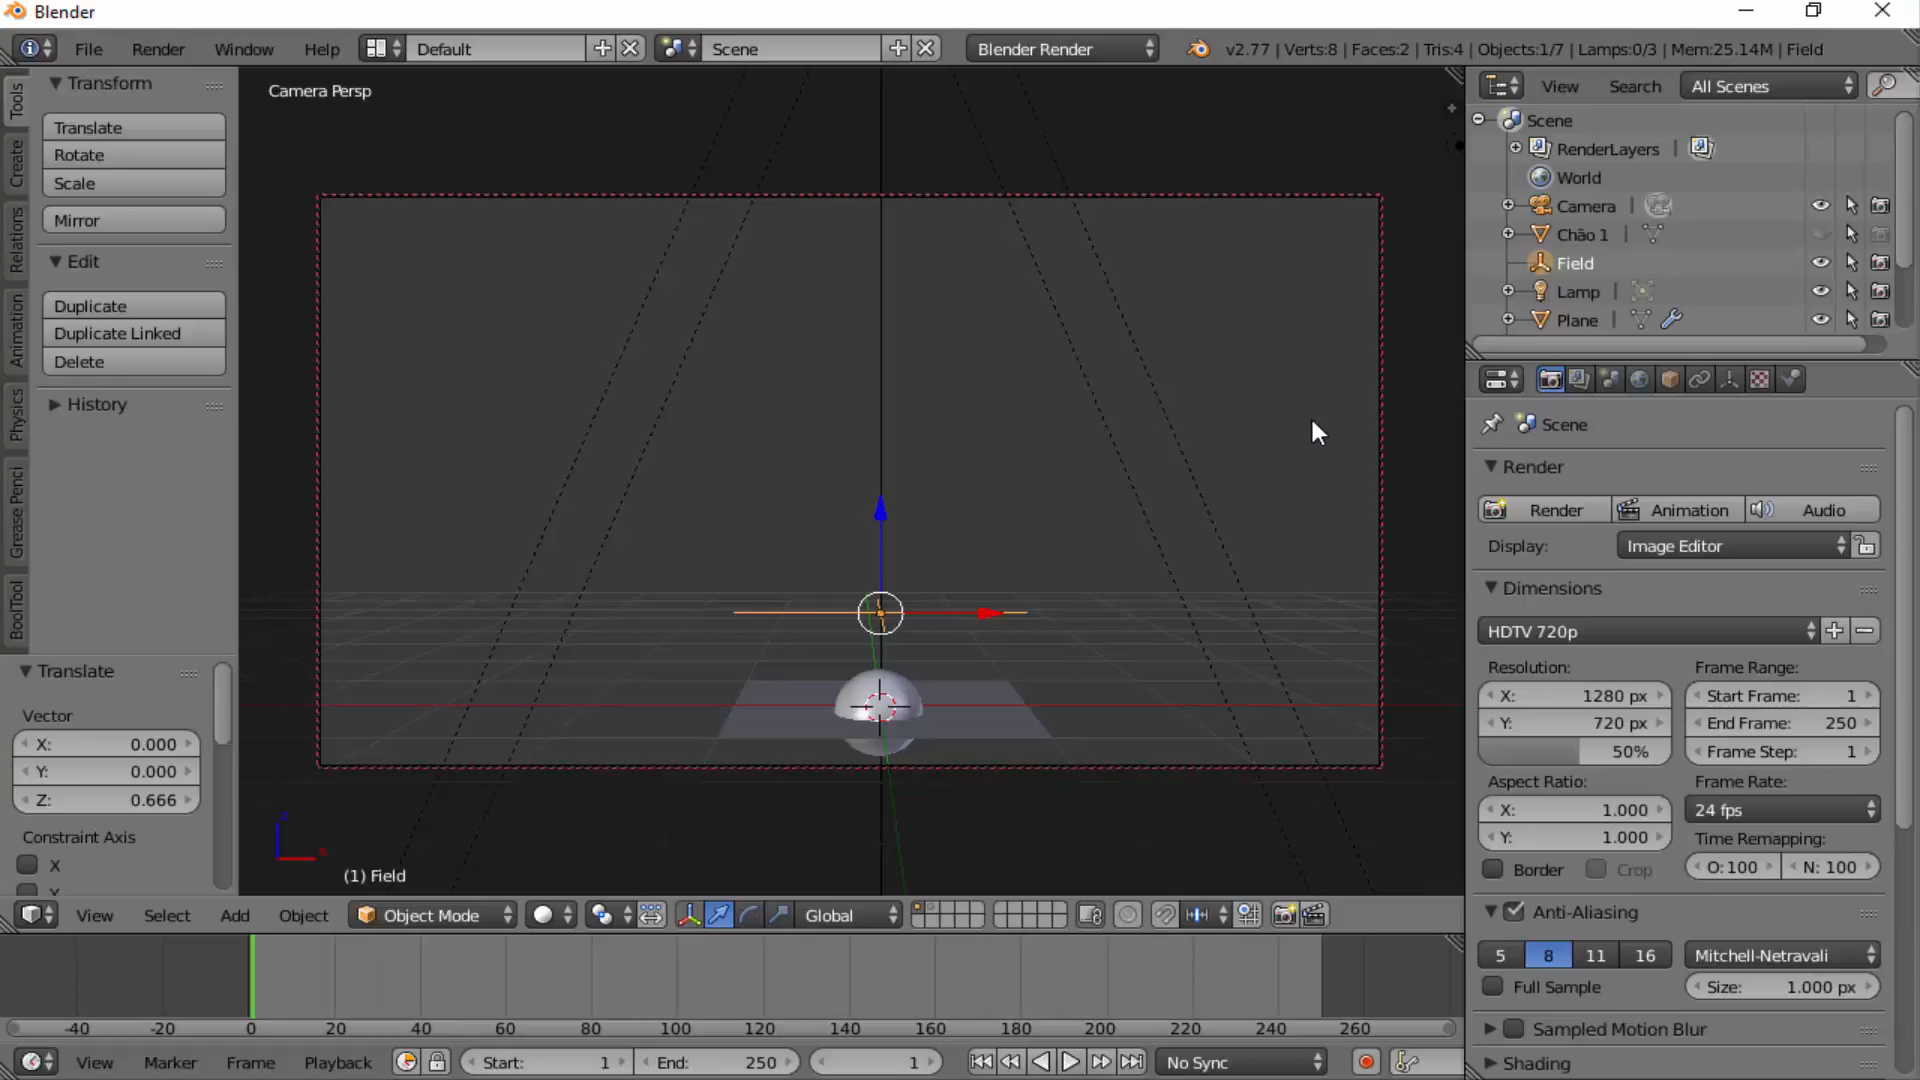 Blender
File Render Window Help Default Scene Blender Render v2.77 | Verts:8 | Faces:2 | Tris:4 | Objects:1/7 | Lamps:0/3 | Mem:25.14M | Field
Tools
Create
Relations
Animation
Physics
Grease Penci
BoolTool
Transform
Translate
Rotate
Scale
Mirror
Edit
Duplicate
Duplicate Linked
Delete
History
Translate
Vector
X: 0.000
Y: 0.000
Z: 0.666
Constraint Axis
X
Y
Camera Persp
z
x
(1) Field
View Select Add Object Object Mode Global
-40 -20 0 20 40 60 80 100 120 140 160 180 200 220 240 260
View Marker Frame Playback Start: 1 End: 250 1 No Sync
View Search All Scenes
Scene
RenderLayers |
World
Camera |
Chão 1 |
Field
Lamp |
Plane |
Scene
Render
Render Animation Audio
Display: Image Editor
Dimensions
HDTV 720p
Resolution: Frame Range:
X: 1280 px Start Frame: 1
Y: 720 px End Frame: 250
50% Frame Step: 1
Aspect Ratio: Frame Rate:
X: 1.000 24 fps
Y: 1.000 Time Remapping:
Border Crop O: 100 N: 100
Anti-Aliasing
5 8 11 16 Mitchell-Netravali
Full Sample Size: 1.000 px
Sampled Motion Blur
Shading